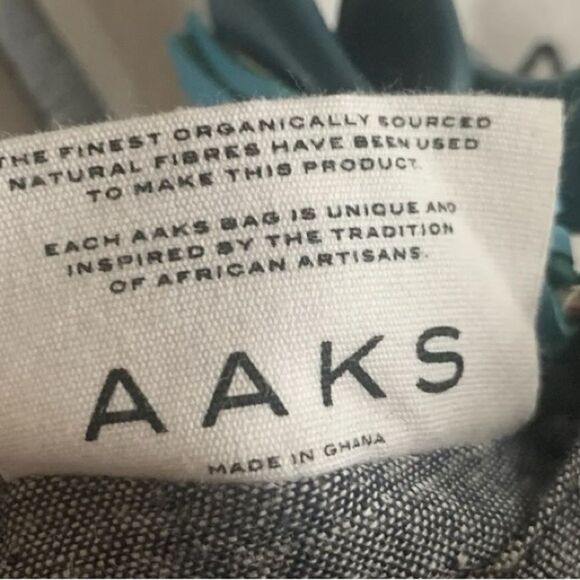 THE FINEST ORGANICALLY SOURCED
NATURAL FIBRES HAVE BEEN USED
TO MAKE THIS PRODUCT.
EACH AAKS BAG IS UNIQUE AND
INSPIRED BY THE TRADITION
OF AFRICAN ARTISANS.
AAKS
MADE IN GHANA